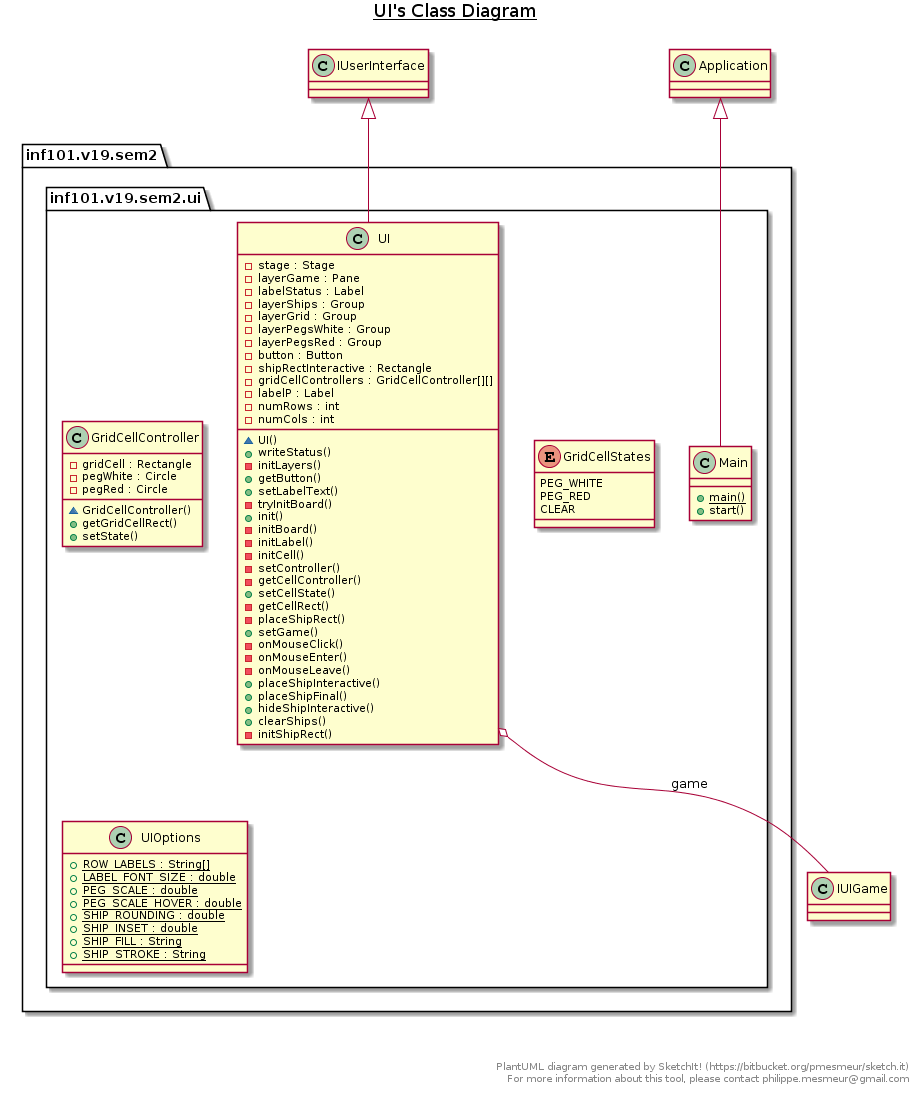 UI's Class Diagram
C IUserInterface
C Application
inf101.v19.sem2
inf101.v19.sem2.ui
C UI
stage : Stage
layerGame : Pane
labelStatus : Label
layerShips : Group
layerGrid : Group
layerPegsWhite : Group
layerPegsRed : Group
button : Button
shipRectInteractive : Rectangle
gridCellControllers : GridCellController[][]
labelP : Label
numRows : int
numCols : int
UI()
writeStatus()
initLayers()
getButton()
setLabelText()
tryInitBoard()
init()
initBoard()
initLabel()
initCell()
setController()
getCellController()
setCellState()
getCellRect()
placeShipRect()
setGame()
onMouseClick()
onMouseEnter()
onMouseLeave()
placeShipInteractive()
placeShipFinal()
hideShipInteractive()
clearShips()
initShipRect()
C GridCellController
gridCell : Rectangle
pegWhite : Circle
pegRed : Circle
GridCellController()
getGridCellRect()
setState()
E GridCellStates
PEG_WHITE
PEG_RED
CLEAR
C Main
main()
start()
game
C UIOptions
ROW_LABELS : String[]
LABEL_FONT_SIZE : double
PEG_SCALE : double
PEG_SCALE_HOVER : double
SHIP_ROUNDING : double
SHIP_INSET : double
SHIP_FILL : String
SHIP_STROKE : String
C IUIGame
PlantUML diagram generated by SketchIt! (https://bitbucket.org/pmesmeur/sketch.it)
For more information about this tool, please contact philippe.mesmeur@gmail.com